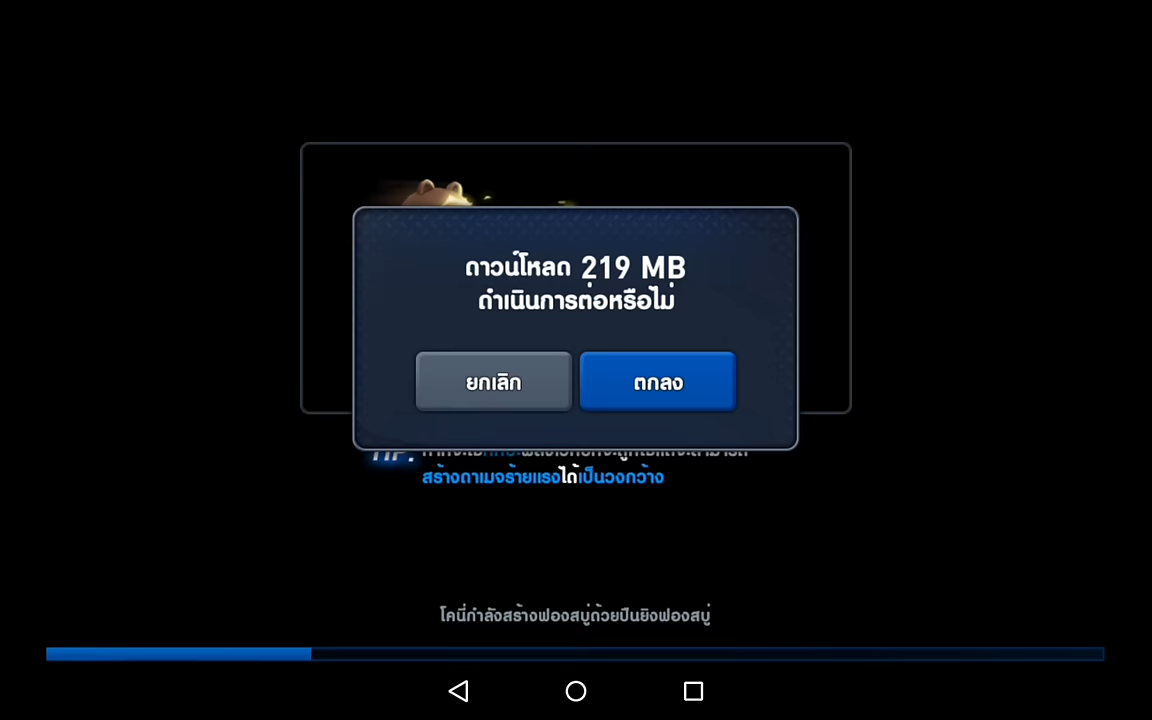 ดาวน์โหลด 219 MB
ดำเนินการต่อหรือไม่
ยกเลิก
ตกลง
TIP.
สร้างดาเมจร้ายแรงได้เป็นวงกว้าง
โคนี่กำลังสร้างฟองสบู่ด้วยปืนยิงฟองสบู่